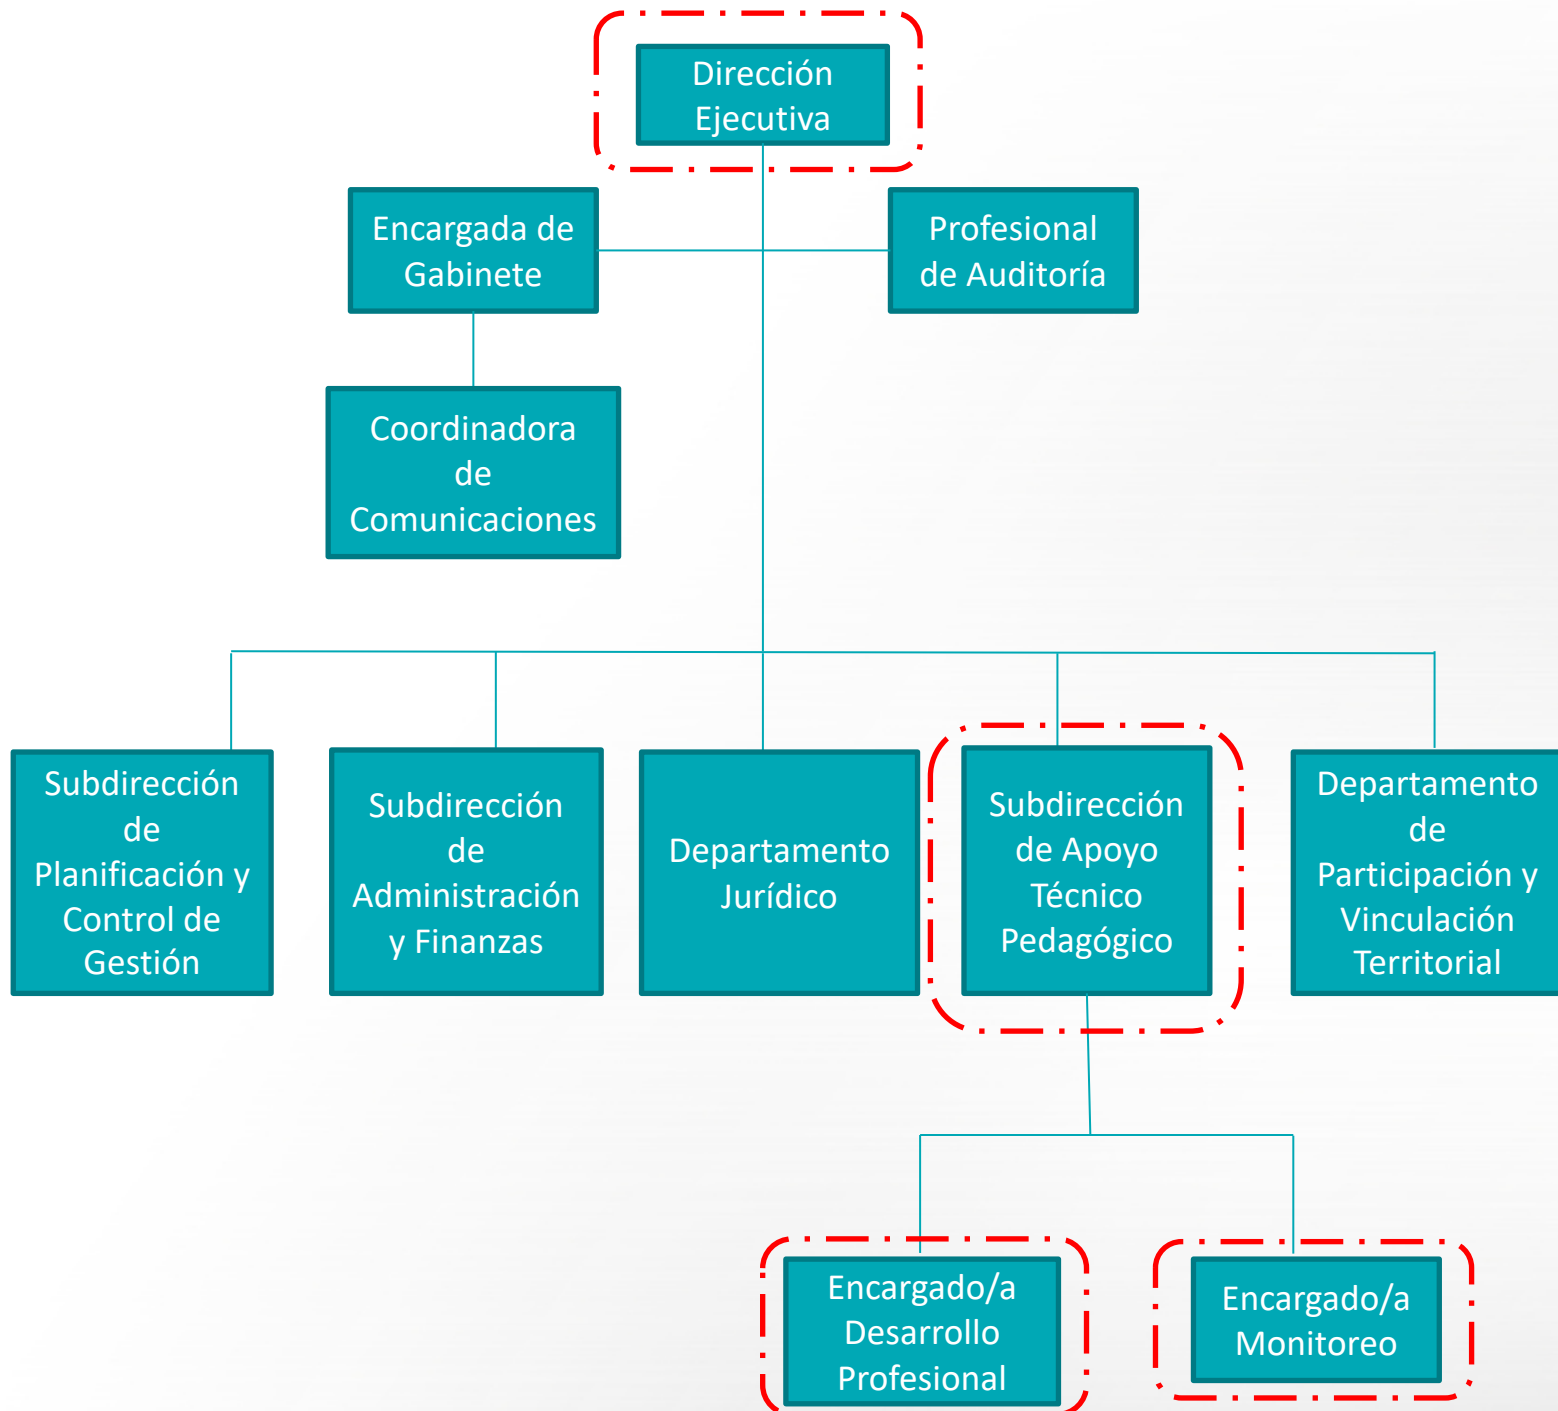 Dirección
Ejecutiva
Encargada de
Gabinete
Profesional
de Auditoría
Coordinadora
de
Comunicaciones
Subdirección
de
Planificación y
Control de
Gestión
Subdirección
de
Administración
y Finanzas
Departamento
Jurídico
Subdirección
de Apoyo
Técnico
Pedagógico
Departamento
de
Participación y
Vinculación
Territorial
Encargado/a
Desarrollo
Profesional
Encargado/a
Monitoreo